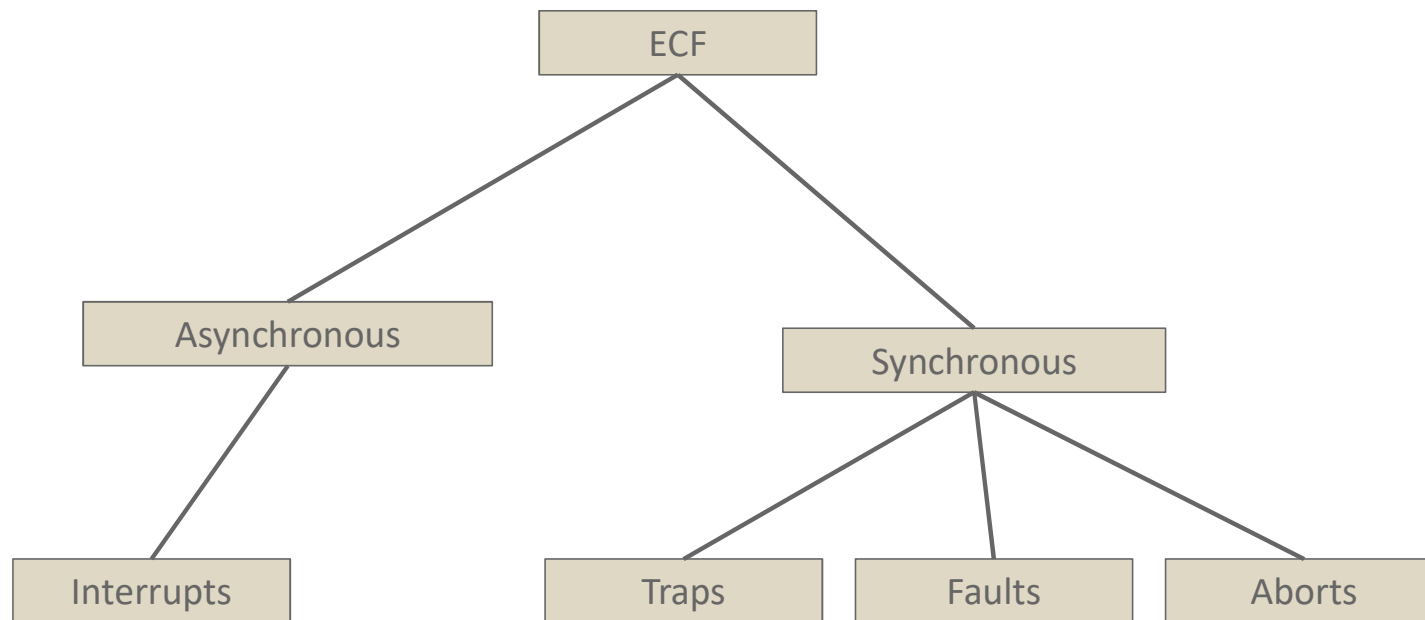 ECF
Asynchronous
Synchronous
Interrupts
Traps
Faults
Aborts